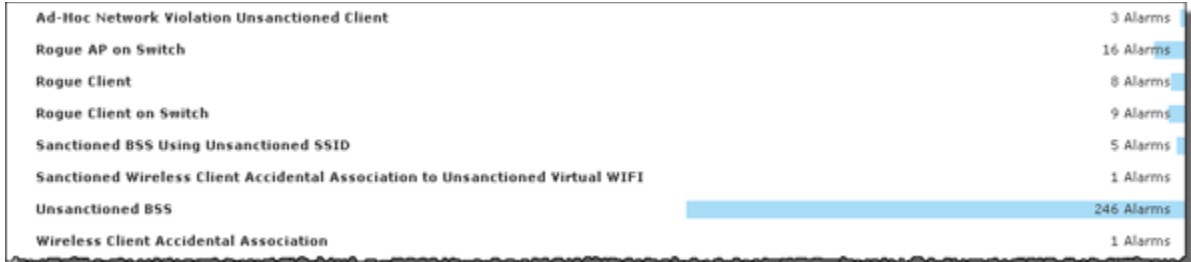 Ad-Hoc Network Violation Unsanctioned Client 3 Alarms
Rogue AP on Switch 16 Alarms
Rogue Client 8 Alarms
Rogue Client on Switch 9 Alarms
Sanctioned BSS Using Unsanctioned SSID 5 Alarms
Sanctioned Wireless Client Accidental Association to Unsanctioned Virtual WIFI 1 Alarms
Unsanctioned BSS 246 Alarms
Wireless Client Accidental Association 1 Alarms